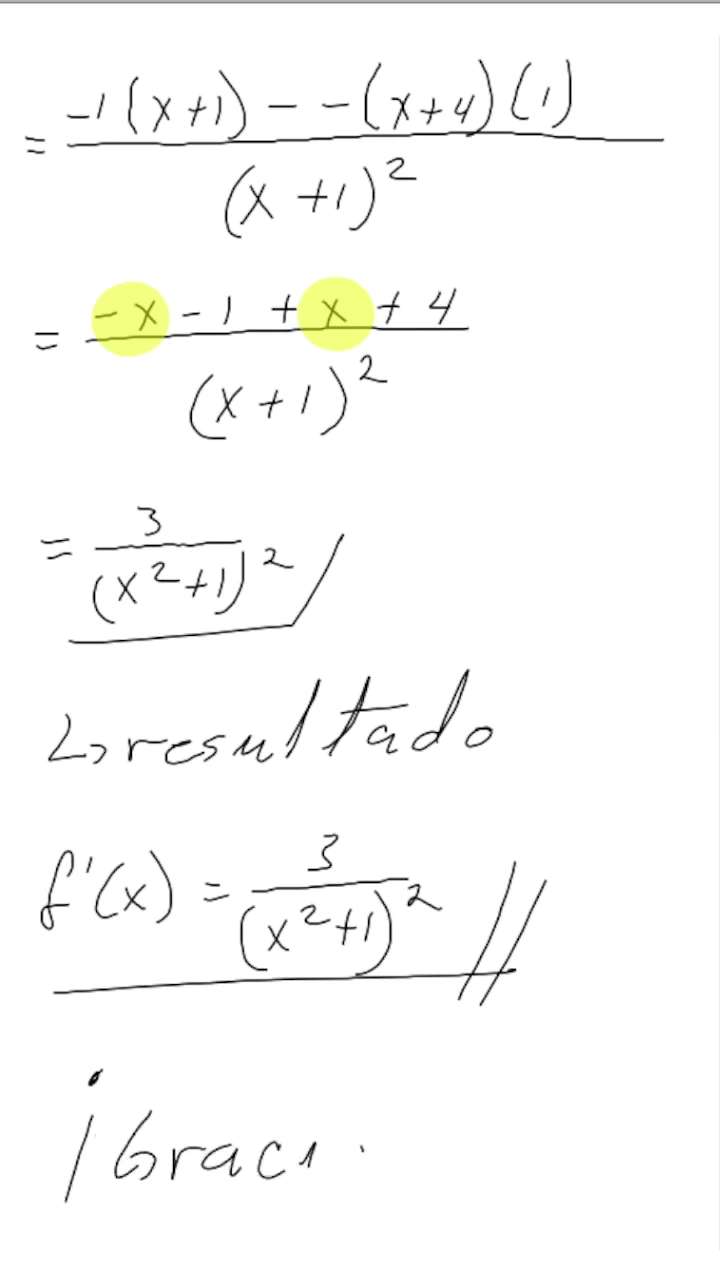 = -1(x+1) - -(x+4)(1)
(x+1)²
= -x-1+x+4
(x+1)²
= 3
(x²+1)²
↳resultado
f'(x) = 3
(x²+1)²
¡Graci